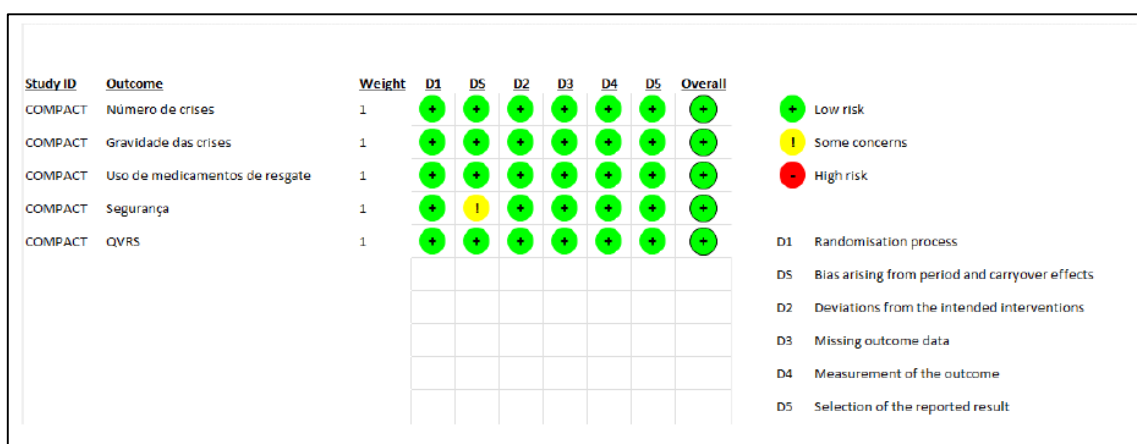 Study ID Outcome Weight D1 DS D2 D3 D4 D5 Overall
COMPACT Número de crises 1 + + + + + + + + Low risk
COMPACT Gravidade das crises 1 + + + + + + + ! Some concerns
COMPACT Uso de medicamentos de resgate 1 + + + + + + + - High risk
COMPACT Segurança 1 + ! + + + + +
COMPACT QVRS 1 + + + + + + + D1 Randomisation process
DS Bias arising from period and carryover effects
D2 Deviations from the intended interventions
D3 Missing outcome data
D4 Measurement of the outcome
D5 Selection of the reported result